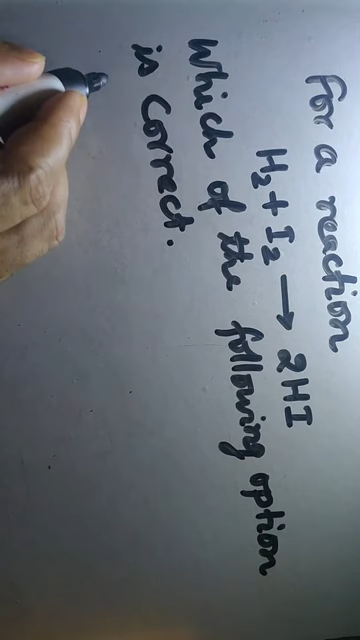 For a reaction
H₂ + I₂ → 2HI
Which of the following option
is Correct.